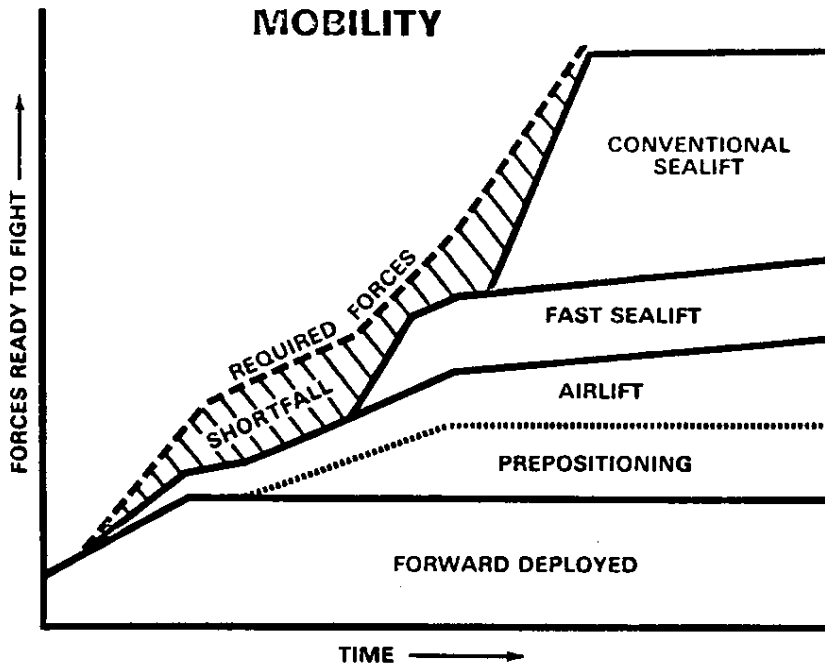 MOBILITY
FORCES READY TO FIGHT
CONVENTIONAL
SEALIFT
REQUIRED FORCES
FAST SEALIFT
SHORTFALL
AIRLIFT
PREPOSITIONING
FORWARD DEPLOYED
TIME